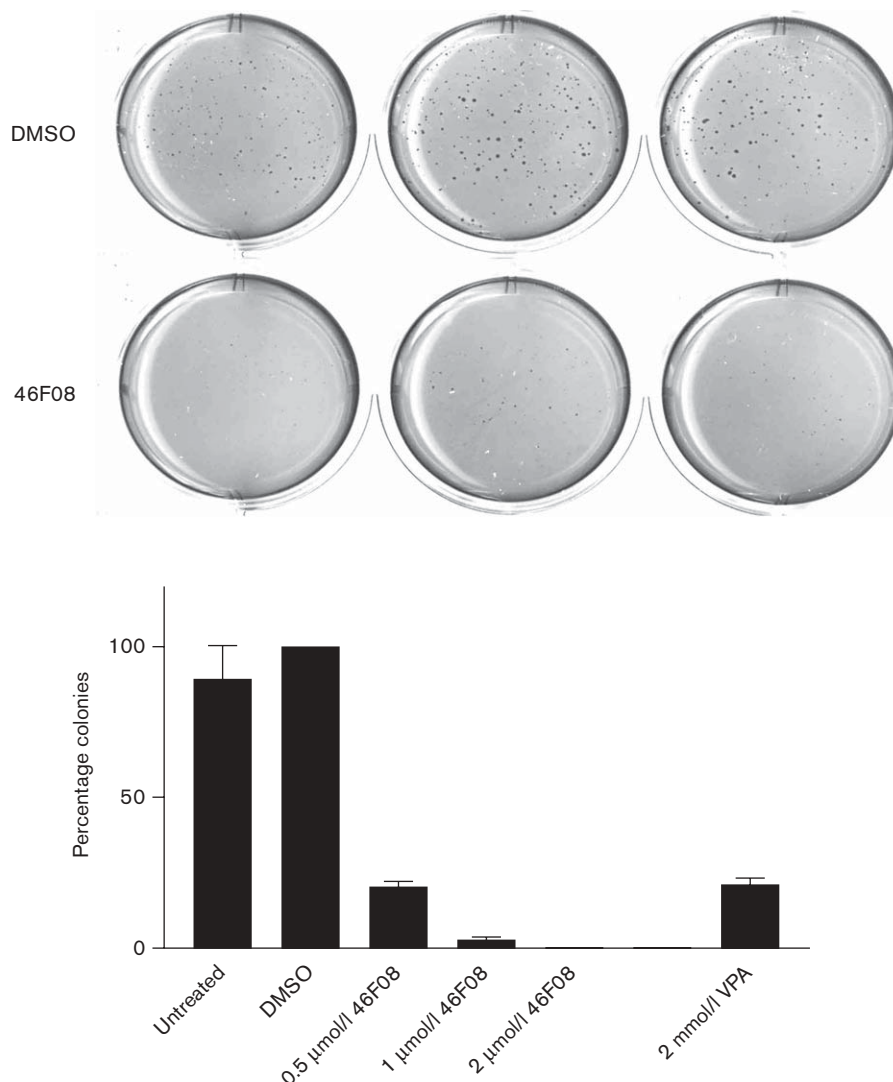 DMSO
46F08
Percentage colonies
100
50
0
Untreated
DMSO
0.5 μmol/l 46F08
1 μmol/l 46F08
2 μmol/l 46F08
2 mmol/l VPA